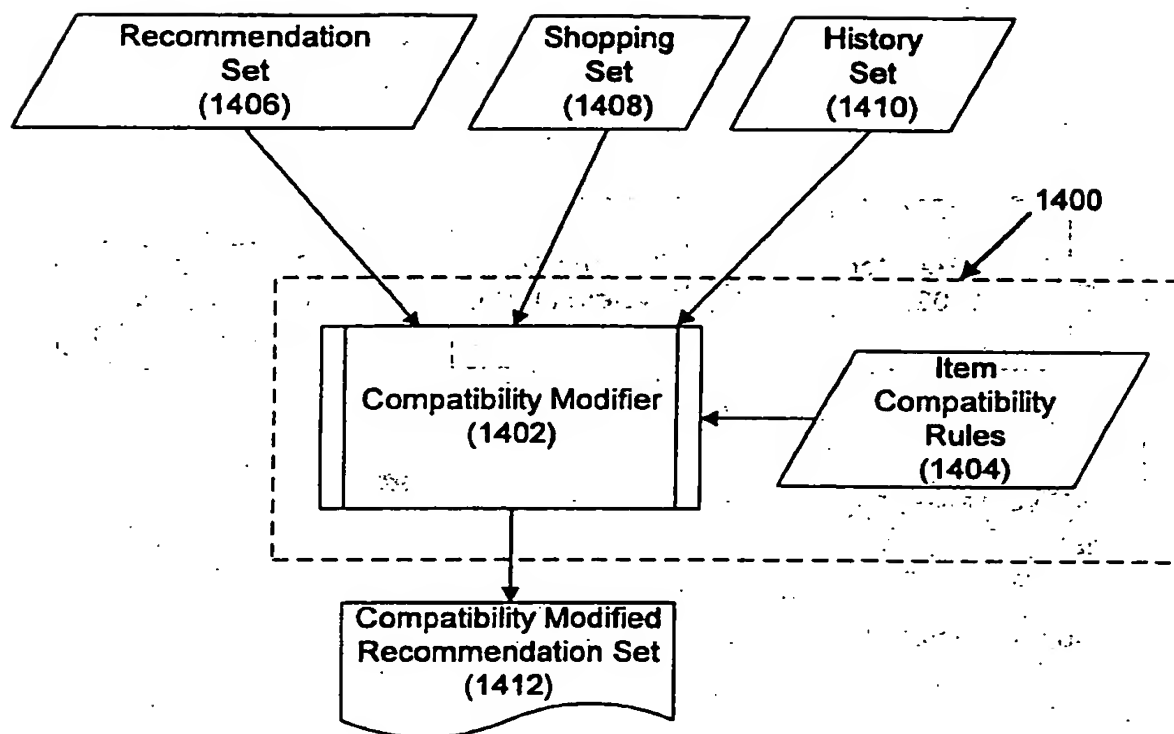 Recommendation
Set
(1406)
Shopping
Set
(1408)
History
Set
(1410)
1400
Compatibility Modifier
(1402)
Item
Compatibility
Rules
(1404)
Compatibility Modified
Recommendation Set
(1412)